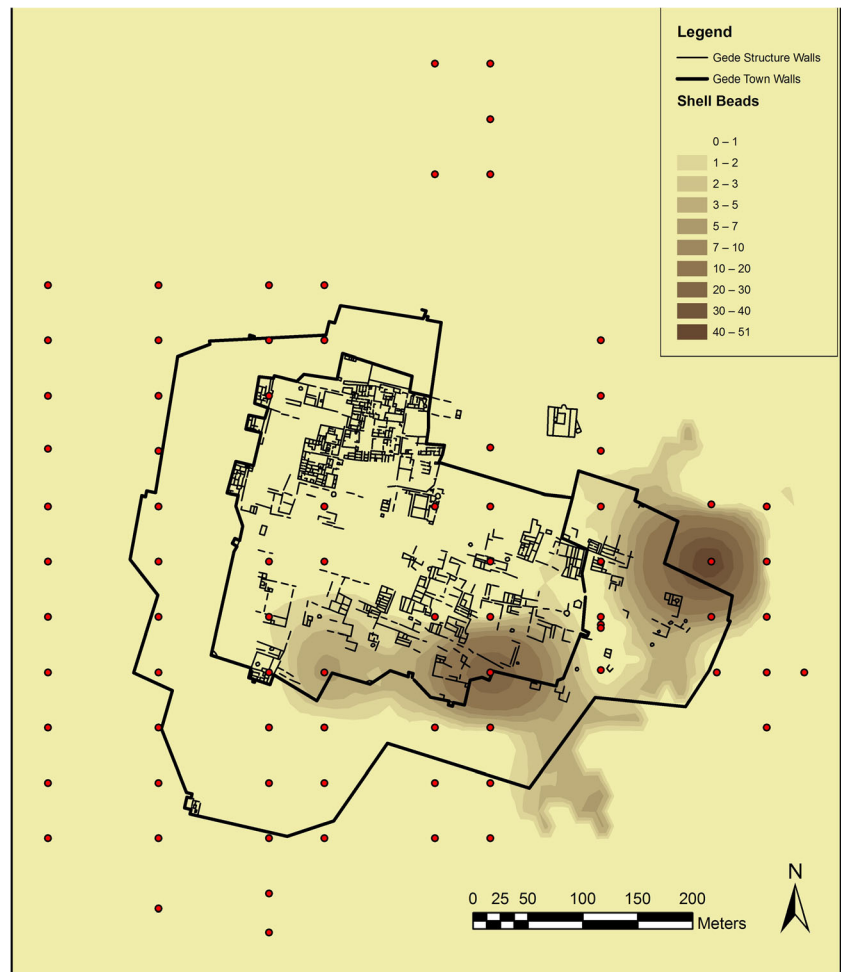 Legend
Gede Structure Walls
Gede Town Walls
Shell Beads
0 – 1
1 – 2
2 – 3
3 – 5
5 – 7
7 – 10
10 – 20
20 – 30
30 – 40
40 – 51
N
0 25 50 100 150 200
Meters